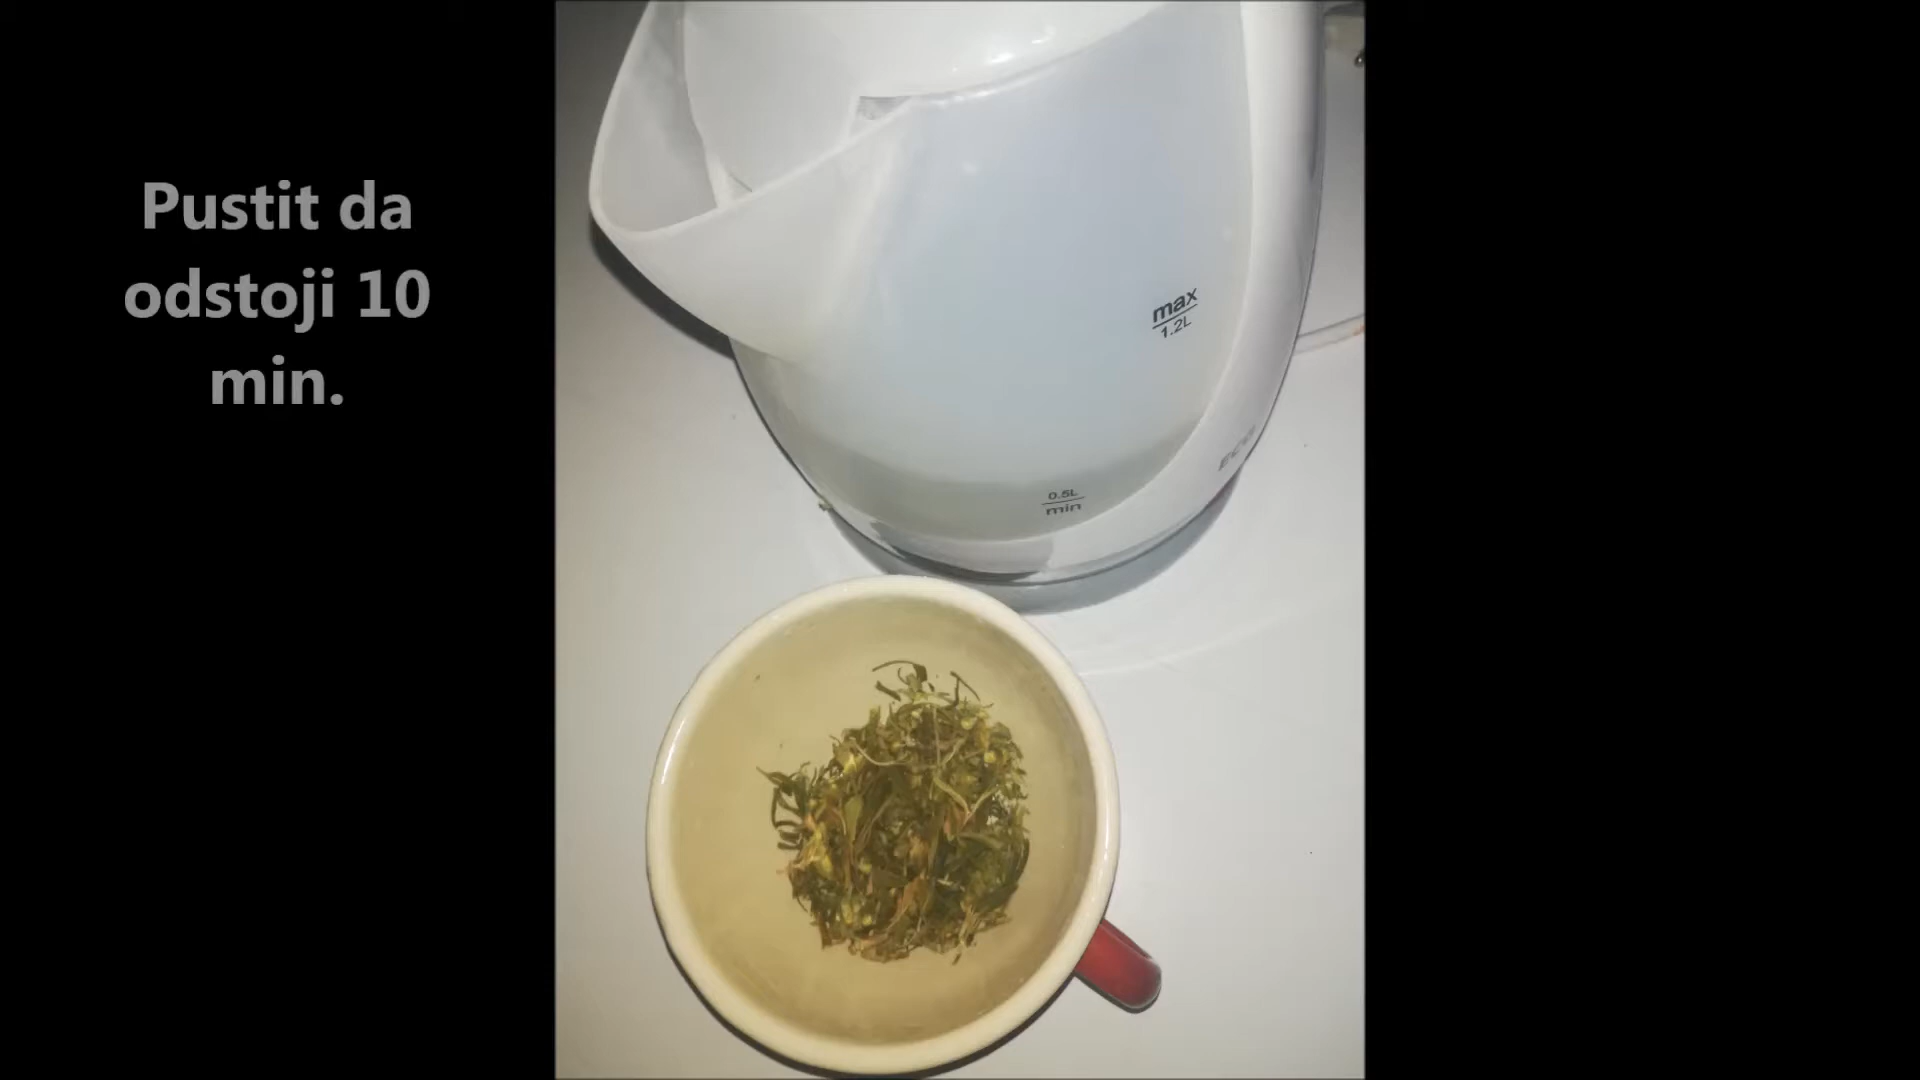 Pustit da
odstoji 10
min.
max
1.2L
0.5L
min